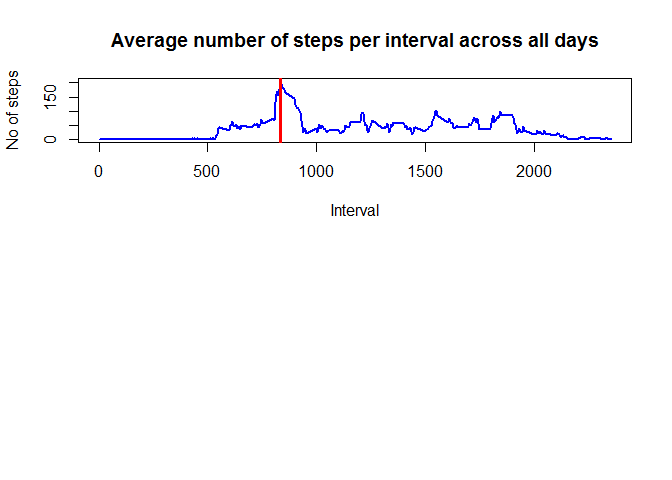 Average number of steps per interval across all days
No of steps
150
0
0 500 1000 1500 2000
Interval